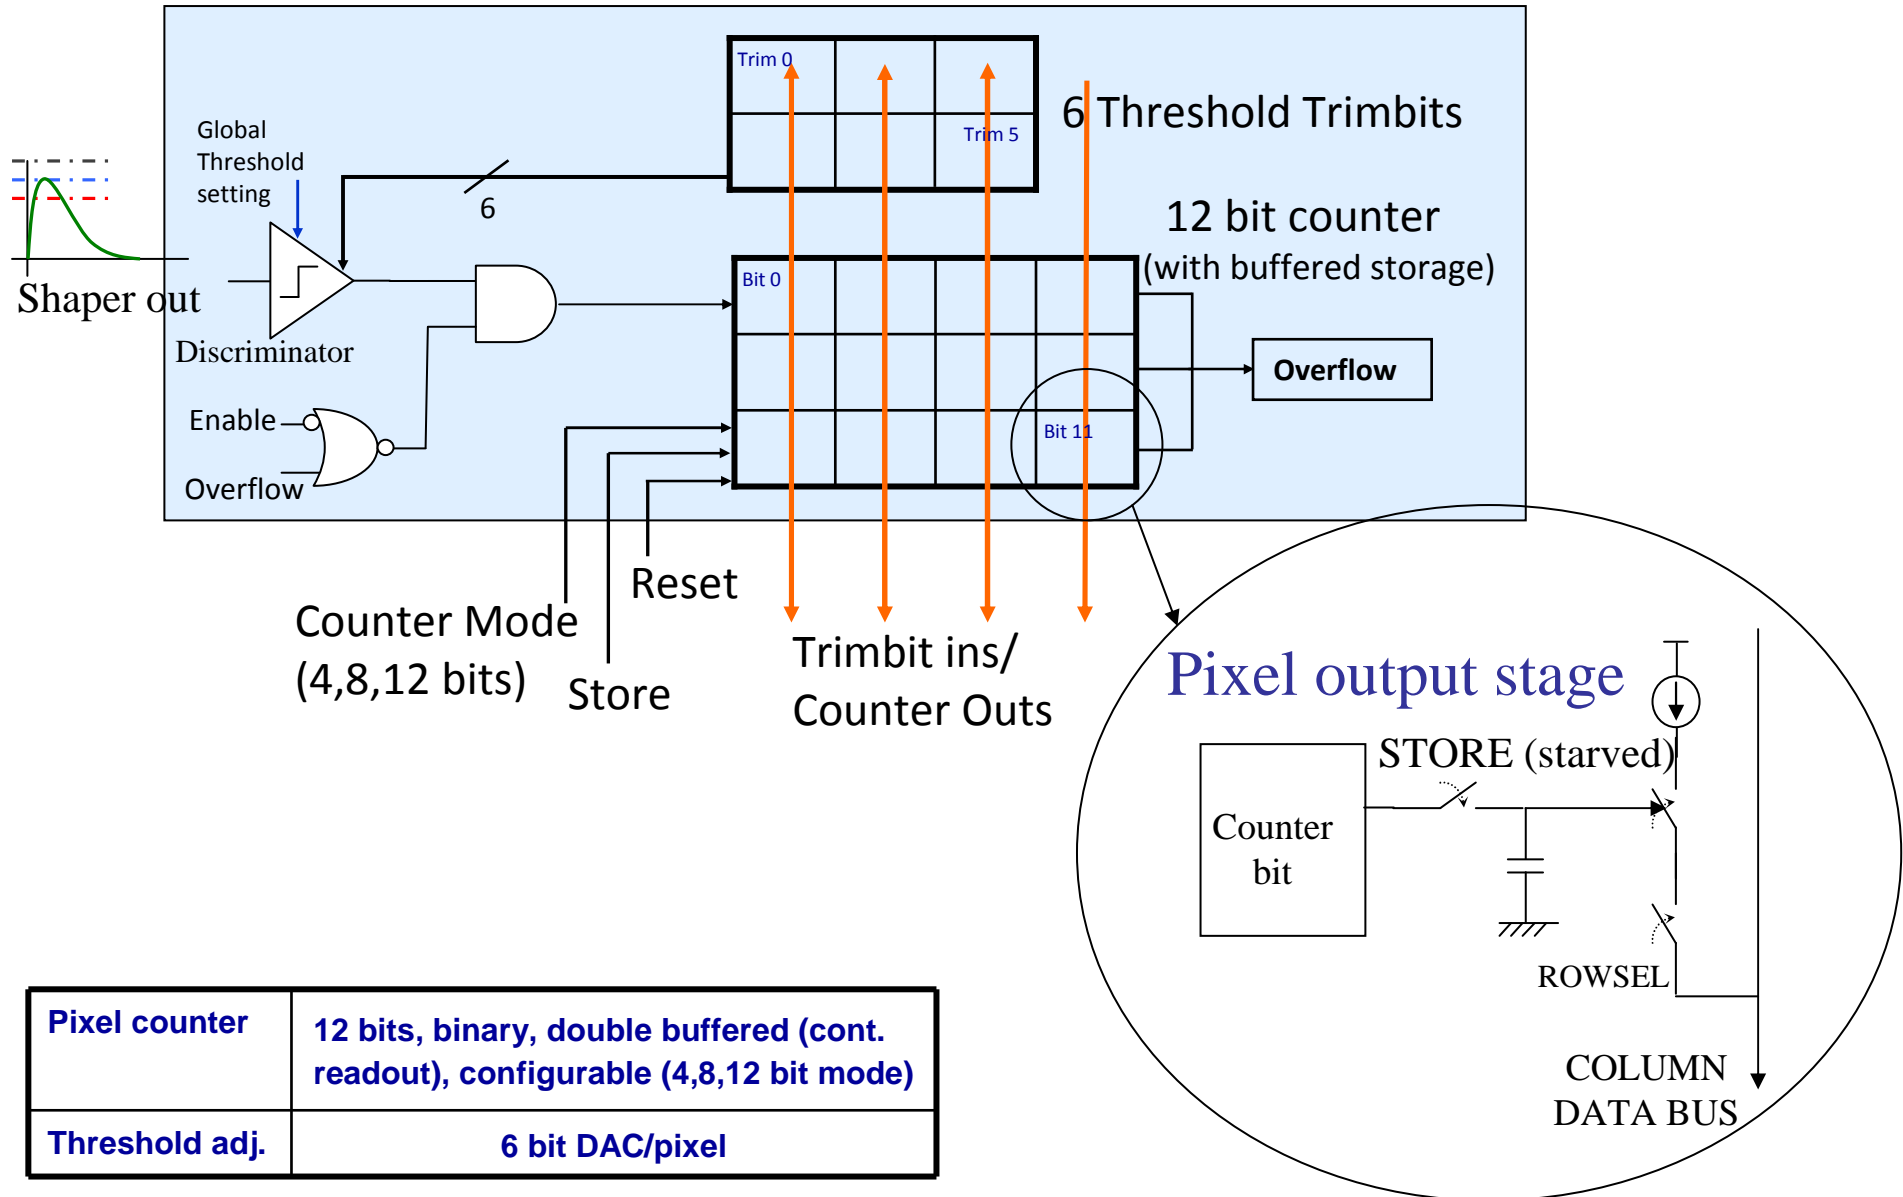 Trim 0
Trim 5
6 Threshold Trimbits
Global
Threshold
setting
6
12 bit counter
(with buffered storage)
Shaper out
Discriminator
Bit 0
Bit 11
Overflow
Enable
Overflow
Reset
Counter Mode
(4,8,12 bits)
Store
Trimbit ins/
Counter Outs
Pixel output stage
STORE (starved)
Counter
bit
ROWSEL
COLUMN
DATA BUS
Pixel counter
12 bits, binary, double buffered (cont.
readout), configurable (4,8,12 bit mode)
Threshold adj.
6 bit DAC/pixel